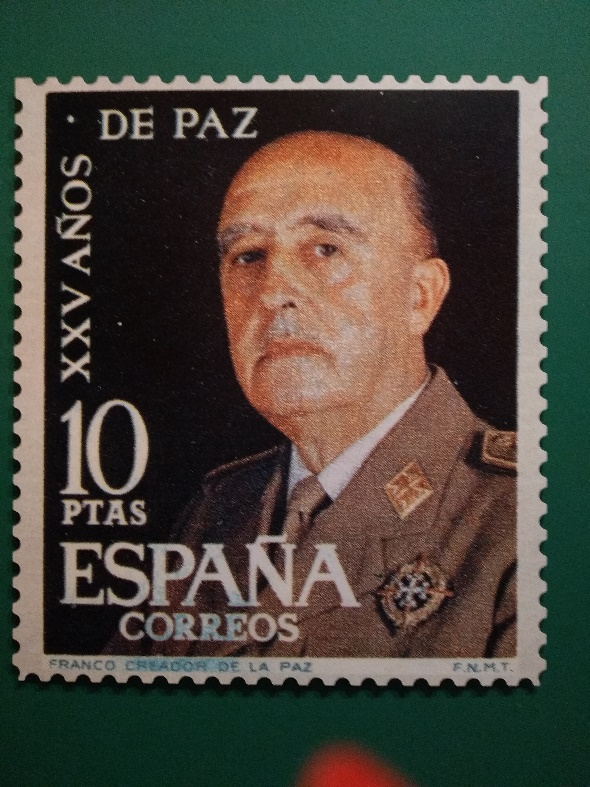 XXV AÑOS
DE PAZ
10
PTAS
ESPAÑA
CORREOS
FRANCO CREADOR DE LA PAZ
F.N.M.T.